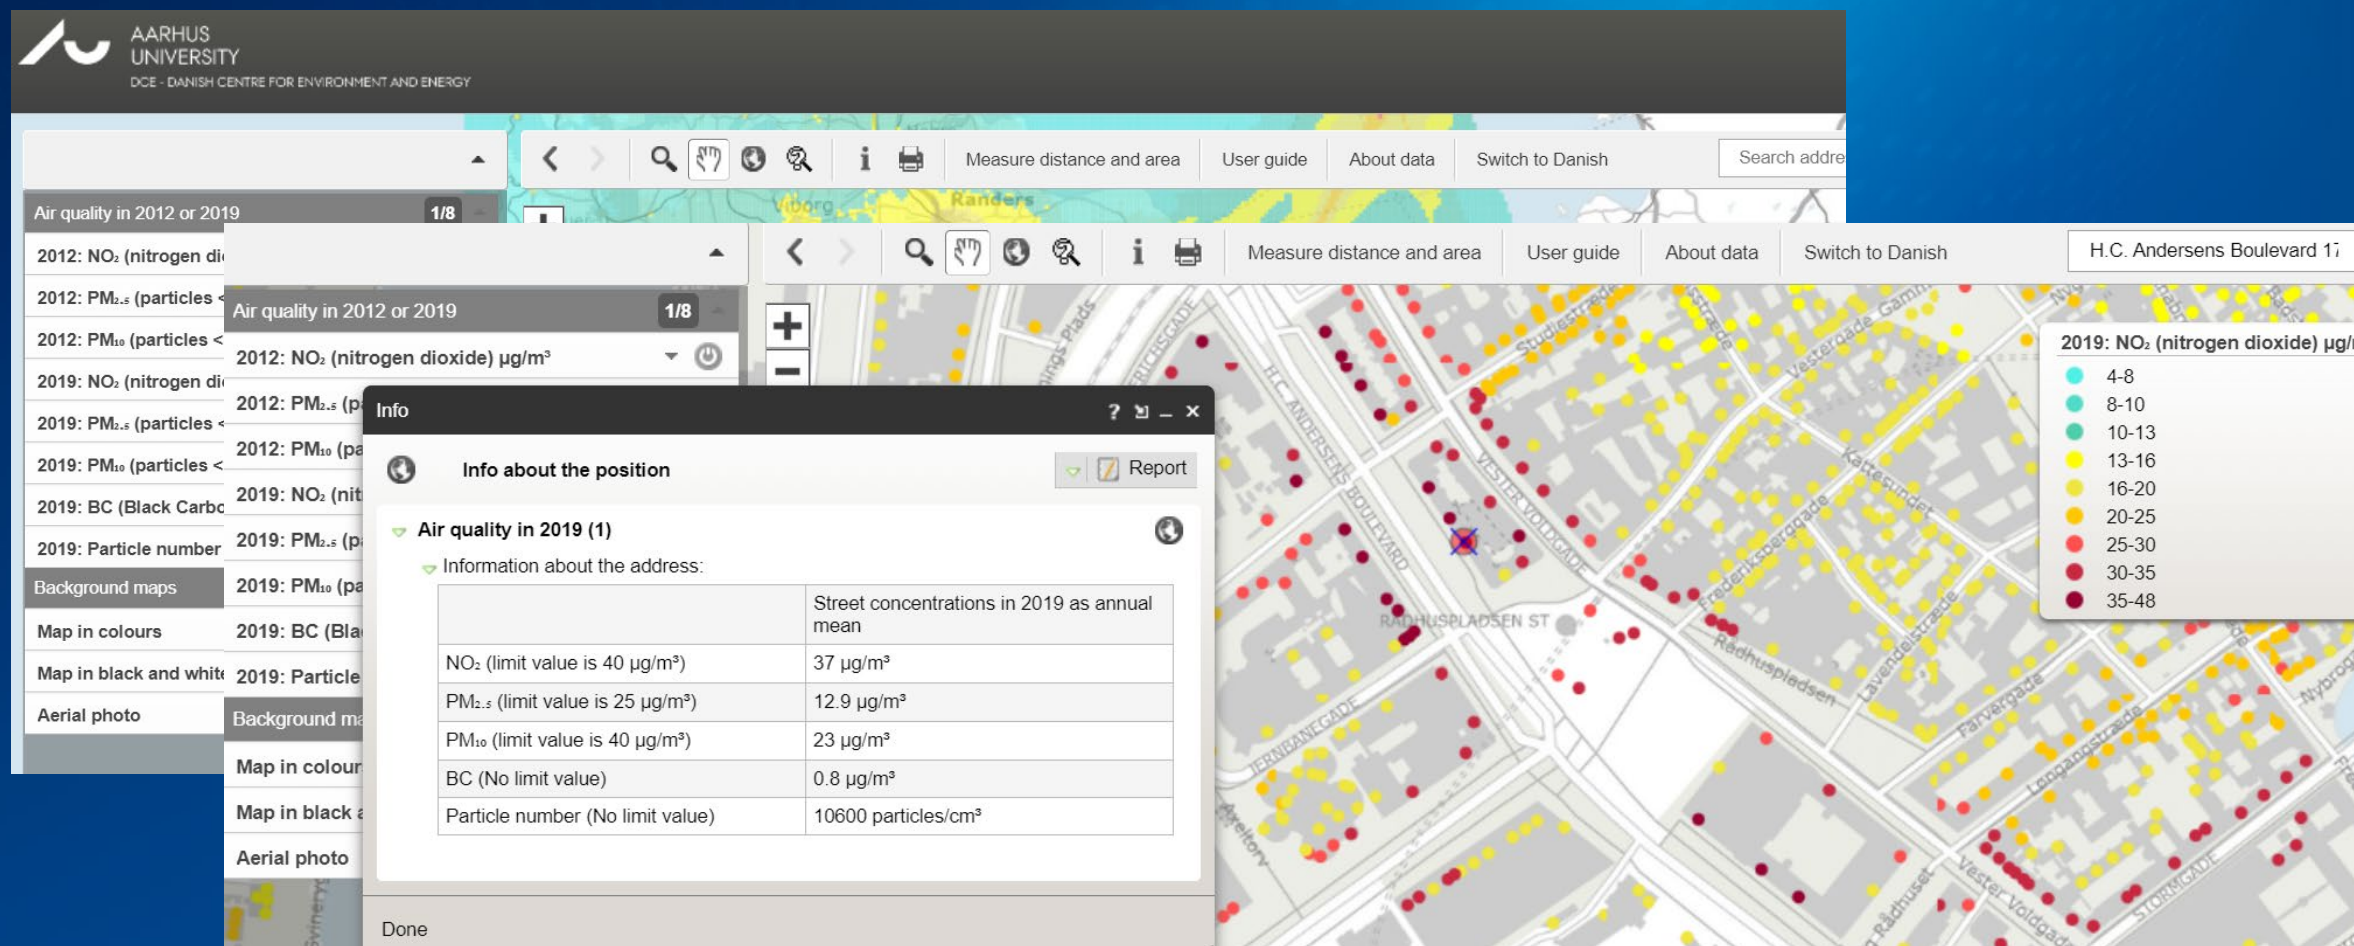 AARHUS
UNIVERSITY
DCE - DANISH CENTRE FOR ENVIRONMENT AND ENERGY
Measure distance and area
User guide
About data
Switch to Danish
Search addre
Viborg
Randers
Air quality in 2012 or 2019
1/8
2012: NO₂ (nitrogen di
2012: PM₂.₅ (particles <
2012: PM₁₀ (particles <
2019: NO₂ (nitrogen di
2019: PM₂.₅ (particles <
2019: PM₁₀ (particles <
2019: BC (Black Carbo
2019: Particle number
Background maps
Map in colours
Map in black and white
Aerial photo
Measure distance and area
User guide
About data
Switch to Danish
H.C. Andersens Boulevard 17
Air quality in 2012 or 2019
1/8
2012: NO₂ (nitrogen dioxide) µg/m³
2012: PM₂.₅ (p
2012: PM₁₀ (pa
2019: NO₂ (nit
2019: PM₂.₅ (p
2019: PM₁₀ (pa
2019: BC (Bla
2019: Particle
Background ma
Map in colour
Map in black a
Aerial photo
Info
Info about the position
Report
Air quality in 2019 (1)
Information about the address:
Street concentrations in 2019 as annual
mean
NO₂ (limit value is 40 µg/m³)
37 µg/m³
PM₂.₅ (limit value is 25 µg/m³)
12.9 µg/m³
PM₁₀ (limit value is 40 µg/m³)
23 µg/m³
BC (No limit value)
0.8 µg/m³
Particle number (No limit value)
10600 particles/cm³
Done
2019: NO₂ (nitrogen dioxide) µg/
4-8
8-10
10-13
13-16
16-20
20-25
25-30
30-35
35-48
H.C. ANDERSENS BOULEVARD
VESTER VOLDGADE
Studiestræde
Vestergade
Kattesundet
Frederiksberggade
Lavendelstræde
Farvergade
Longangstræde
Rådhuspladsen
RÅDHUSPLADSEN ST
JERNBANEGADE
Axeltorv
STORMGADE
Vester Voldgad